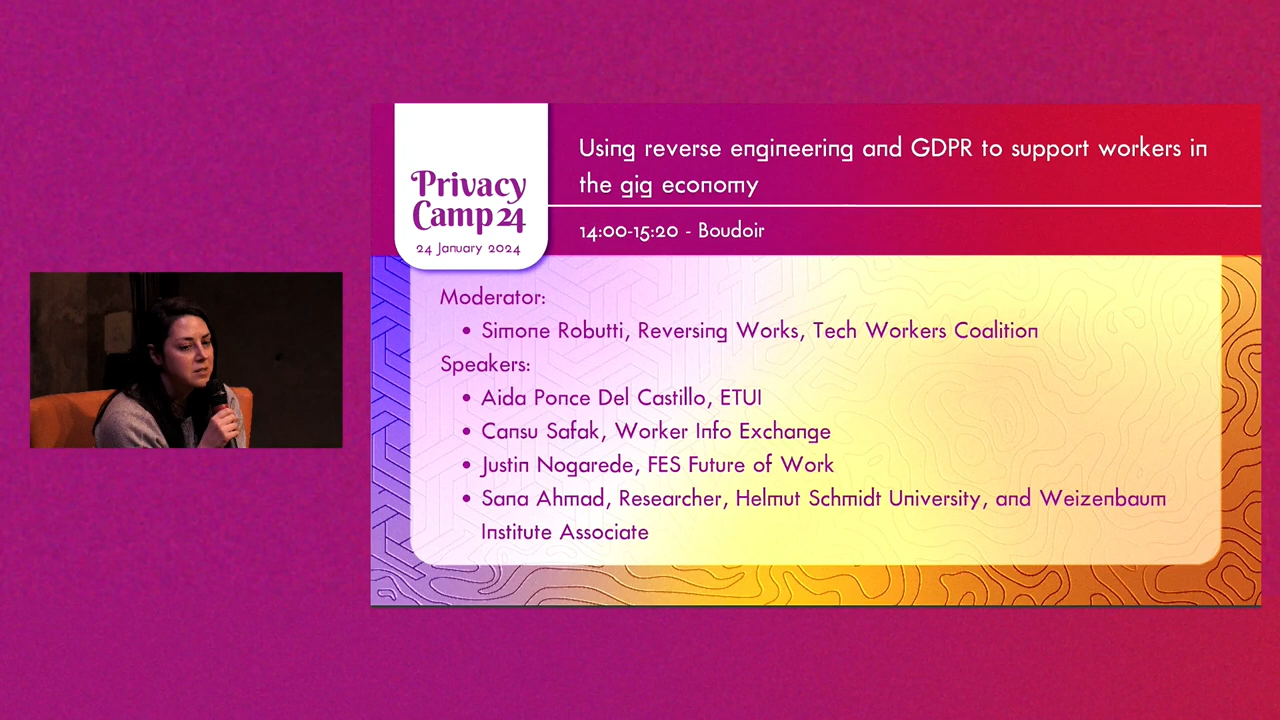 Privacy
Camp 24
24 January 2024
Using reverse engineering and GDPR to support workers in
the gig economy
14:00-15:20 - Boudoir
Moderator:
• Simone Robutti, Reversing Works, Tech Workers Coalition
Speakers:
• Aida Ponce Del Castillo, ETUI
• Cansu Safak, Worker Info Exchange
• Justin Nogarede, FES Future of Work
• Sana Ahmad, Researcher, Helmut Schmidt University, and Weizenbaum
Institute Associate